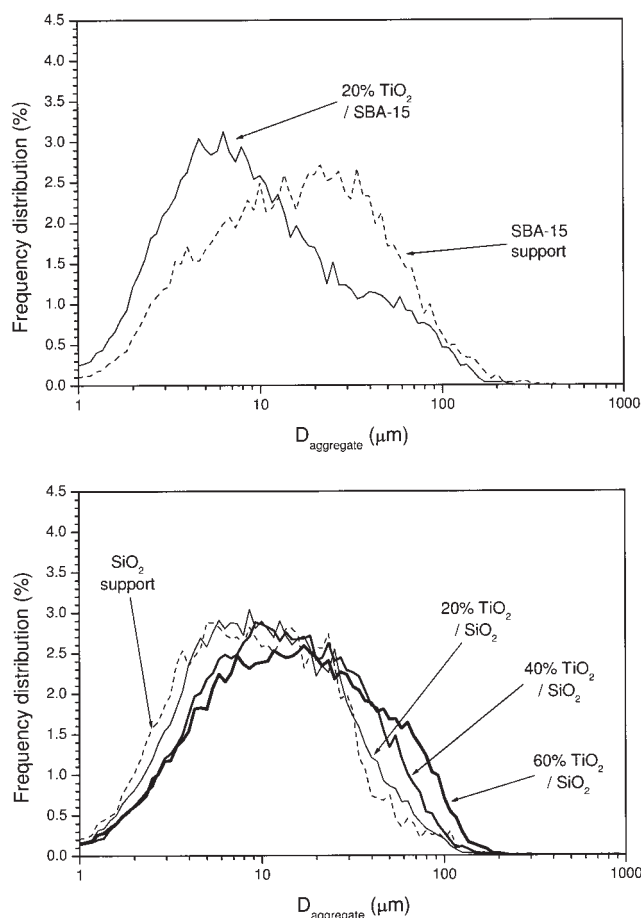 4.5
4.0
3.5
3.0
2.5
2.0
1.5
1.0
0.5
0.0
Frequency distribution (%)
20% TiO2
/ SBA-15
SBA-15
support
1 10 100 1000
Daggregate (μm)
4.5
4.0
3.5
3.0
2.5
2.0
1.5
1.0
0.5
0.0
Frequency distribution (%)
SiO2
support
20% TiO2
/ SiO2
40% TiO2
/ SiO2
60% TiO2
/ SiO2
1 10 100 1000
Daggregate (μm)